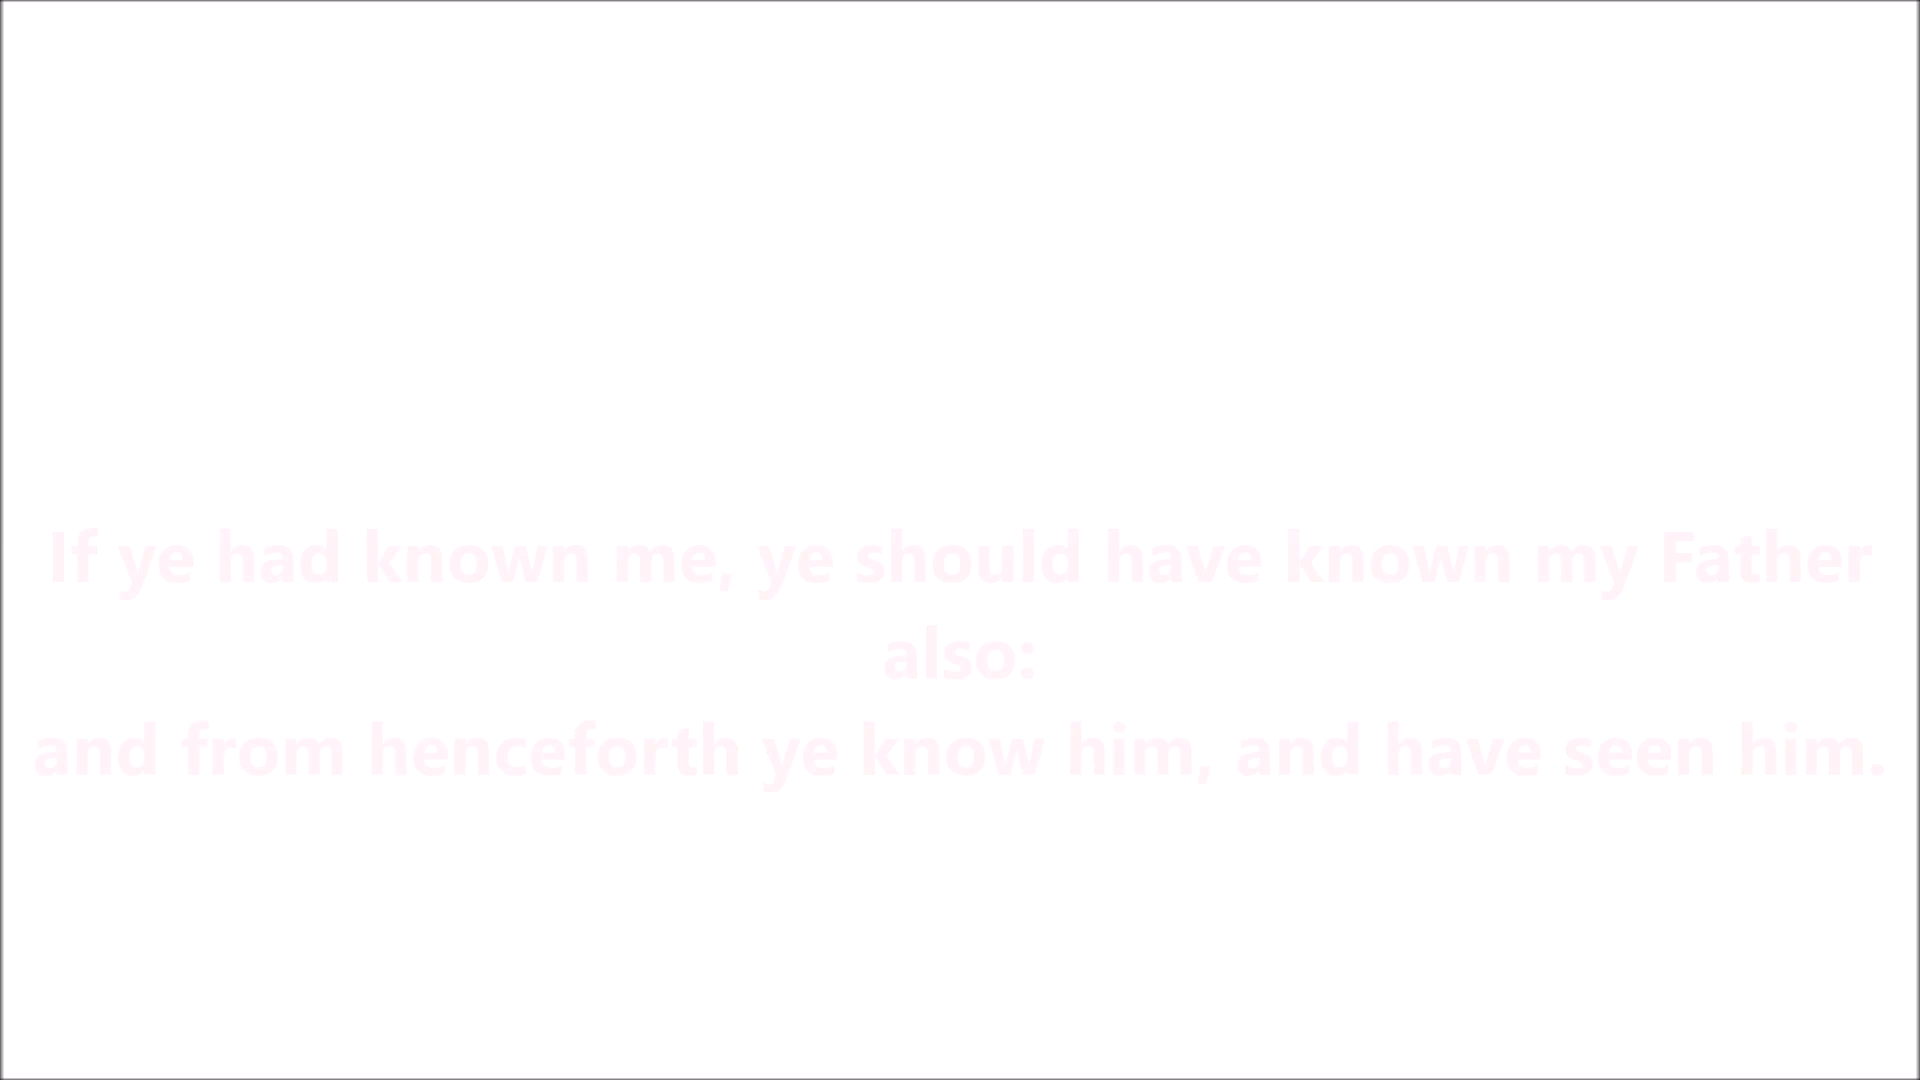 If ye had known me, ye should have known my Father
also:
and from henceforth ye know him, and have seen him.